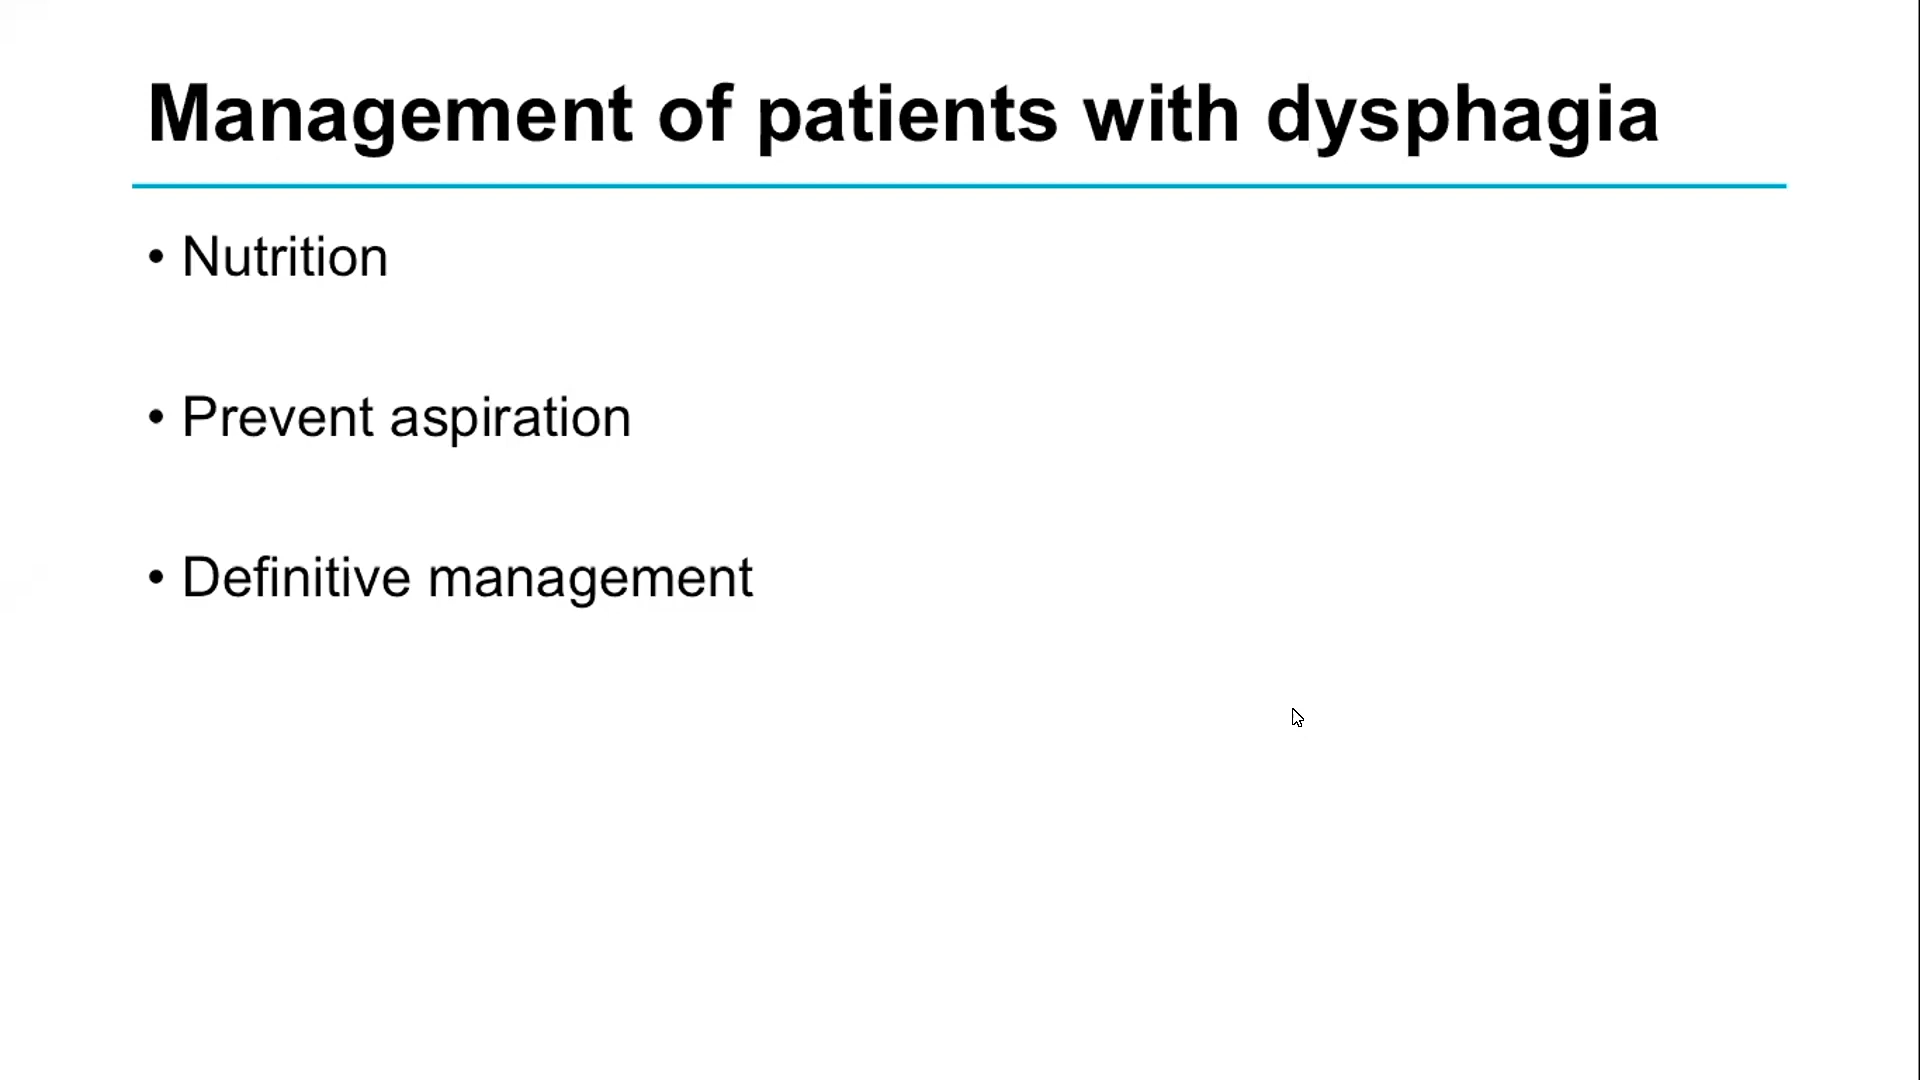 Management of patients with dysphagia
• Nutrition
• Prevent aspiration
• Definitive management